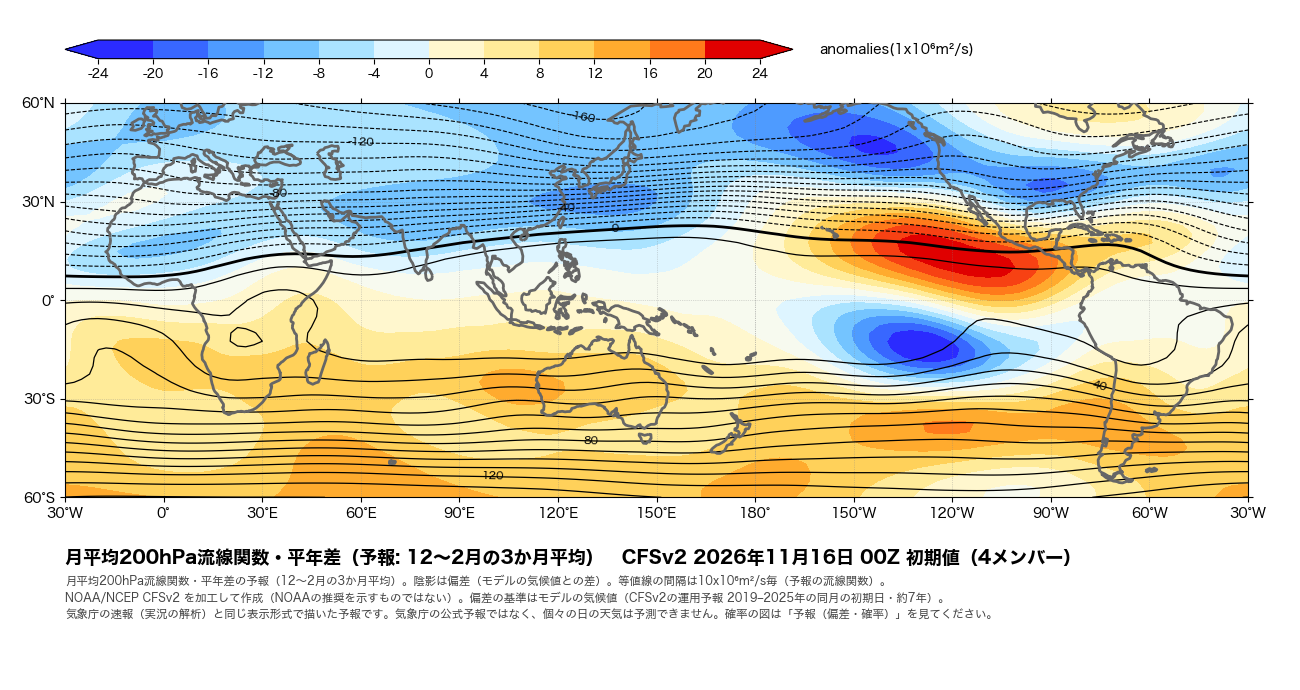 anomalies(1x10⁶m²/s)
-24 -20 -16 -12 -8 -4 0 4 8 12 16 20 24
60°N
30°N
0°
30°S
60°S
160
120
80
40
0
40
80
120
30°W 0° 30°E 60°E 90°E 120°E 150°E 180° 150°W 120°W 90°W 60°W 30°W
月平均200hPa流線関数・平年差（予報: 12〜2月の3か月平均） CFSv2 2026年11月16日 00Z 初期値（4メンバー）
月平均200hPa流線関数・平年差の予報（12〜2月の3か月平均）。陰影は偏差（モデルの気候値との差）。等値線の間隔は10x10⁶m²/s毎（予報の流線関数）。
NOAA/NCEP CFSv2 を加工して作成（NOAAの推奨を示すものではない）。偏差の基準はモデルの気候値（CFSv2の運用予報 2019–2025年の同月の初期日・約7年）。
気象庁の速報（実況の解析）と同じ表示形式で描いた予報です。気象庁の公式予報ではなく、個々の日の天気は予測できません。確率の図は「予報（偏差・確率）」を見てください。